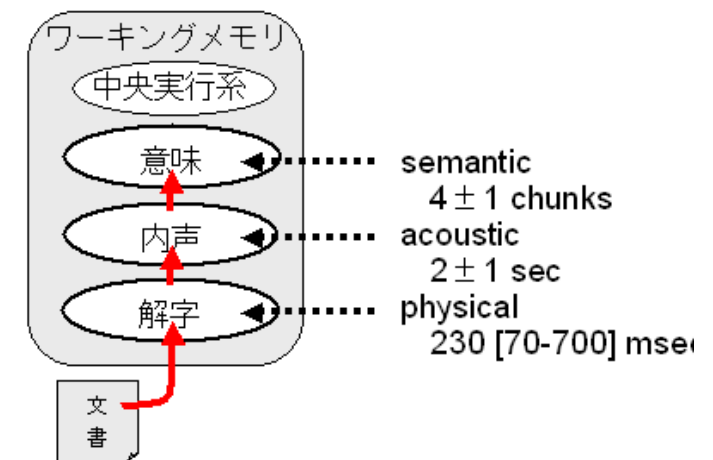 ワーキングメモリ
中央実行系
意味
内声
解字
文
書
semantic
4±1 chunks
acoustic
2±1 sec
physical
230 [70-700] msec